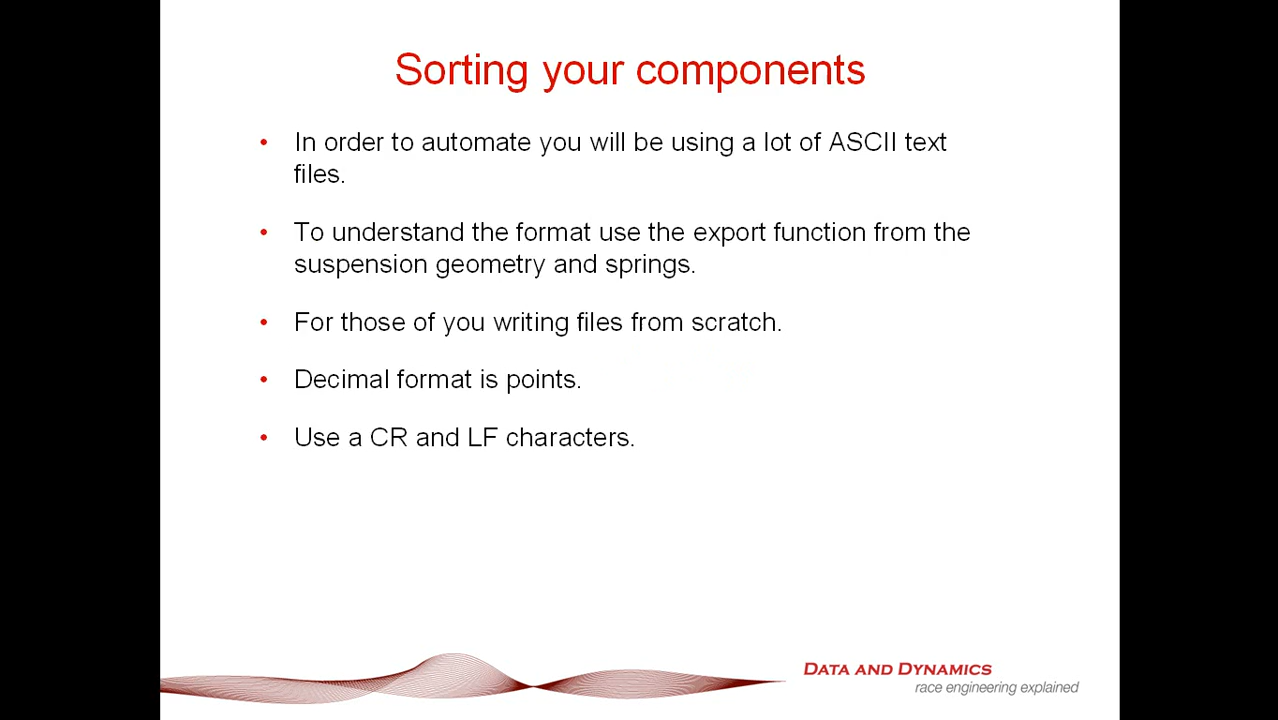 Sorting your components
• In order to automate you will be using a lot of ASCII text
files.
• To understand the format use the export function from the
suspension geometry and springs.
• For those of you writing files from scratch.
• Decimal format is points.
• Use a CR and LF characters.
DATA AND DYNAMICS
race engineering explained